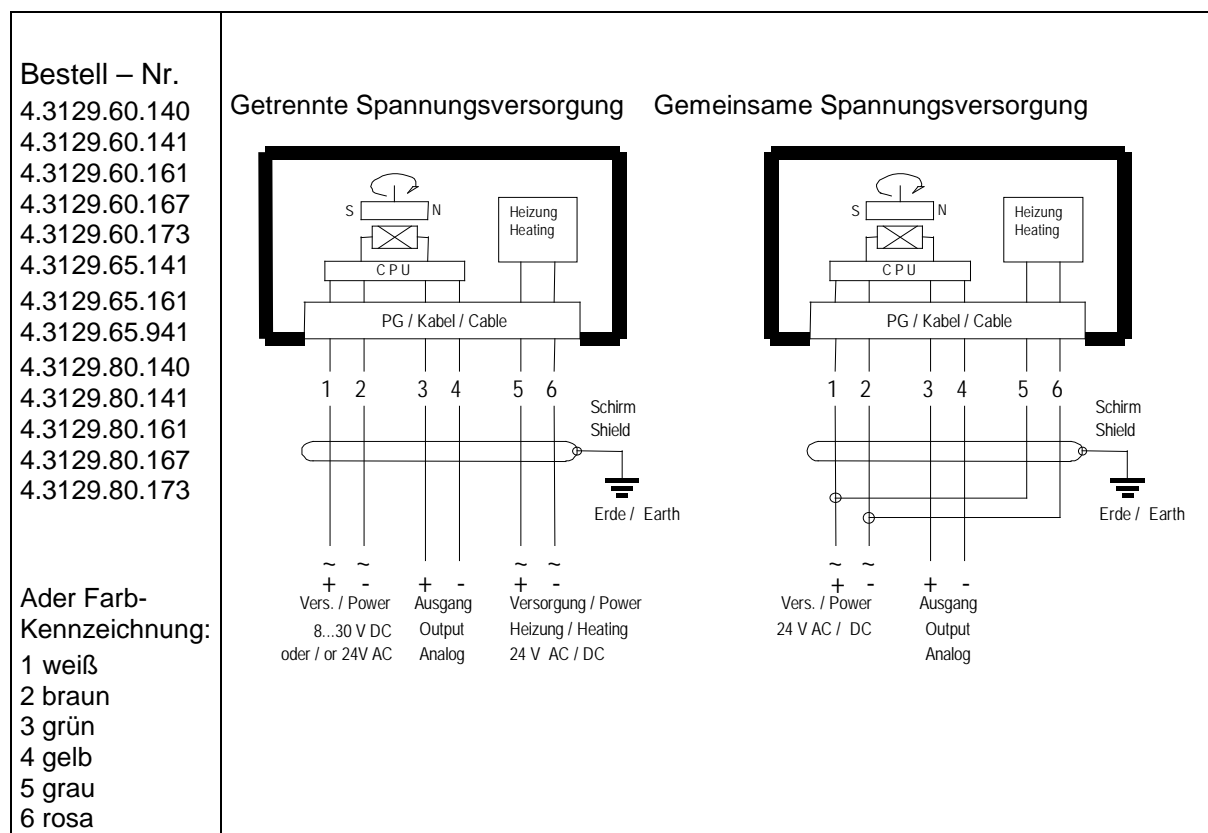 Bestell – Nr.
4.3129.60.140
4.3129.60.141
4.3129.60.161
4.3129.60.167
4.3129.60.173
4.3129.65.141
4.3129.65.161
4.3129.65.941
4.3129.80.140
4.3129.80.141
4.3129.80.161
4.3129.80.167
4.3129.80.173
Ader Farb-
Kennzeichnung:
1 weiß
2 braun
3 grün
4 gelb
5 grau
6 rosa
Getrennte Spannungsversorgung
S N
Heizung
Heating
CPU
PG / Kabel / Cable
1 2 3 4 5 6
Schirm
Shield
Erde / Earth
~ ~ ~ ~
+ - + - + -
Vers. / Power Ausgang Versorgung / Power
8...30 V DC Output Heizung / Heating
oder / or 24V AC Analog 24 V AC / DC
Gemeinsame Spannungsversorgung
S N
Heizung
Heating
CPU
PG / Kabel / Cable
1 2 3 4 5 6
Schirm
Shield
Erde / Earth
~ ~
+ - + -
Vers. / Power Ausgang
24 V AC / DC Output
Analog